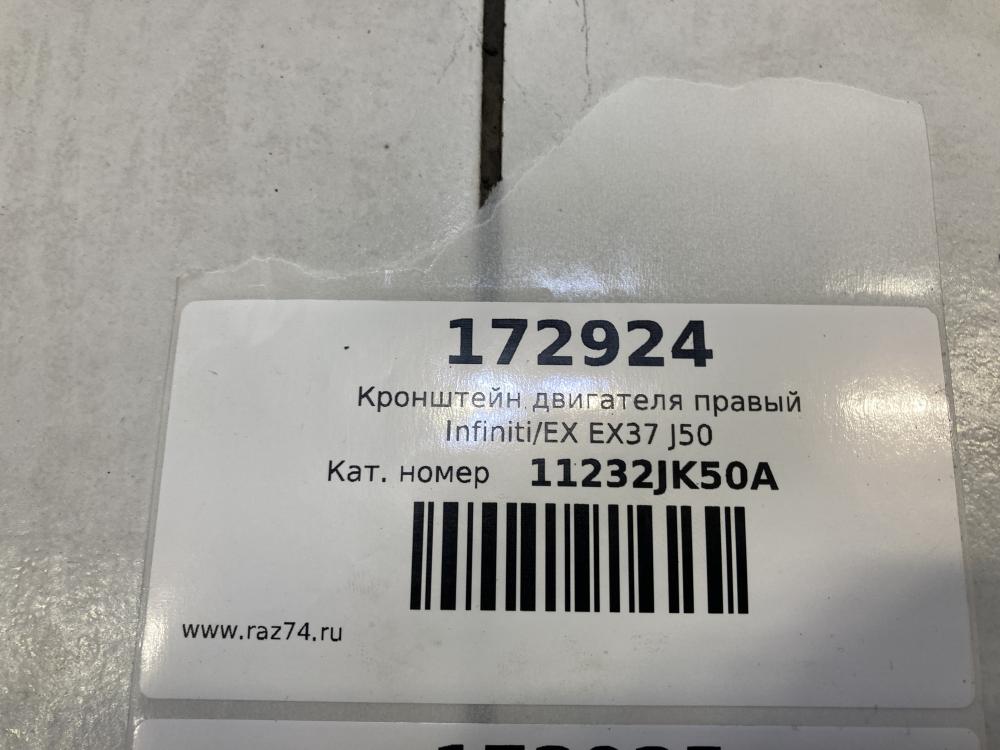 172924
Кронштейн двигателя правый
Infiniti/EX EX37 J50
Кат. номер 11232JK50A
www.raz74.ru